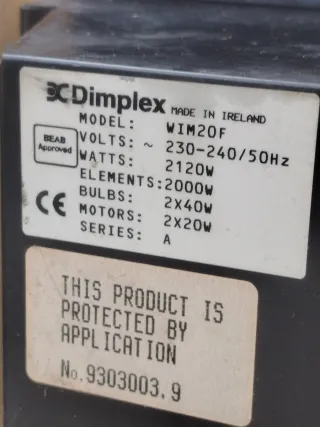 Dimplex MADE IN IRELAND
MODEL: WIM20F
BEAB Approved
VOLTS: ~ 230-240/50Hz
WATTS: 2120W
ELEMENTS: 2000W
BULBS: 2X40W
CE
MOTORS: 2X20W
SERIES: A
THIS PRODUCT IS
PROTECTED BY
APPLICATION
No. 9303003.9